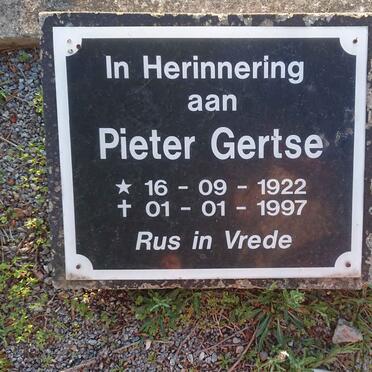 In Herinnering
aan
Pieter Gertse
★ 16 - 09 - 1922
✝ 01 - 01 - 1997
Rus in Vrede